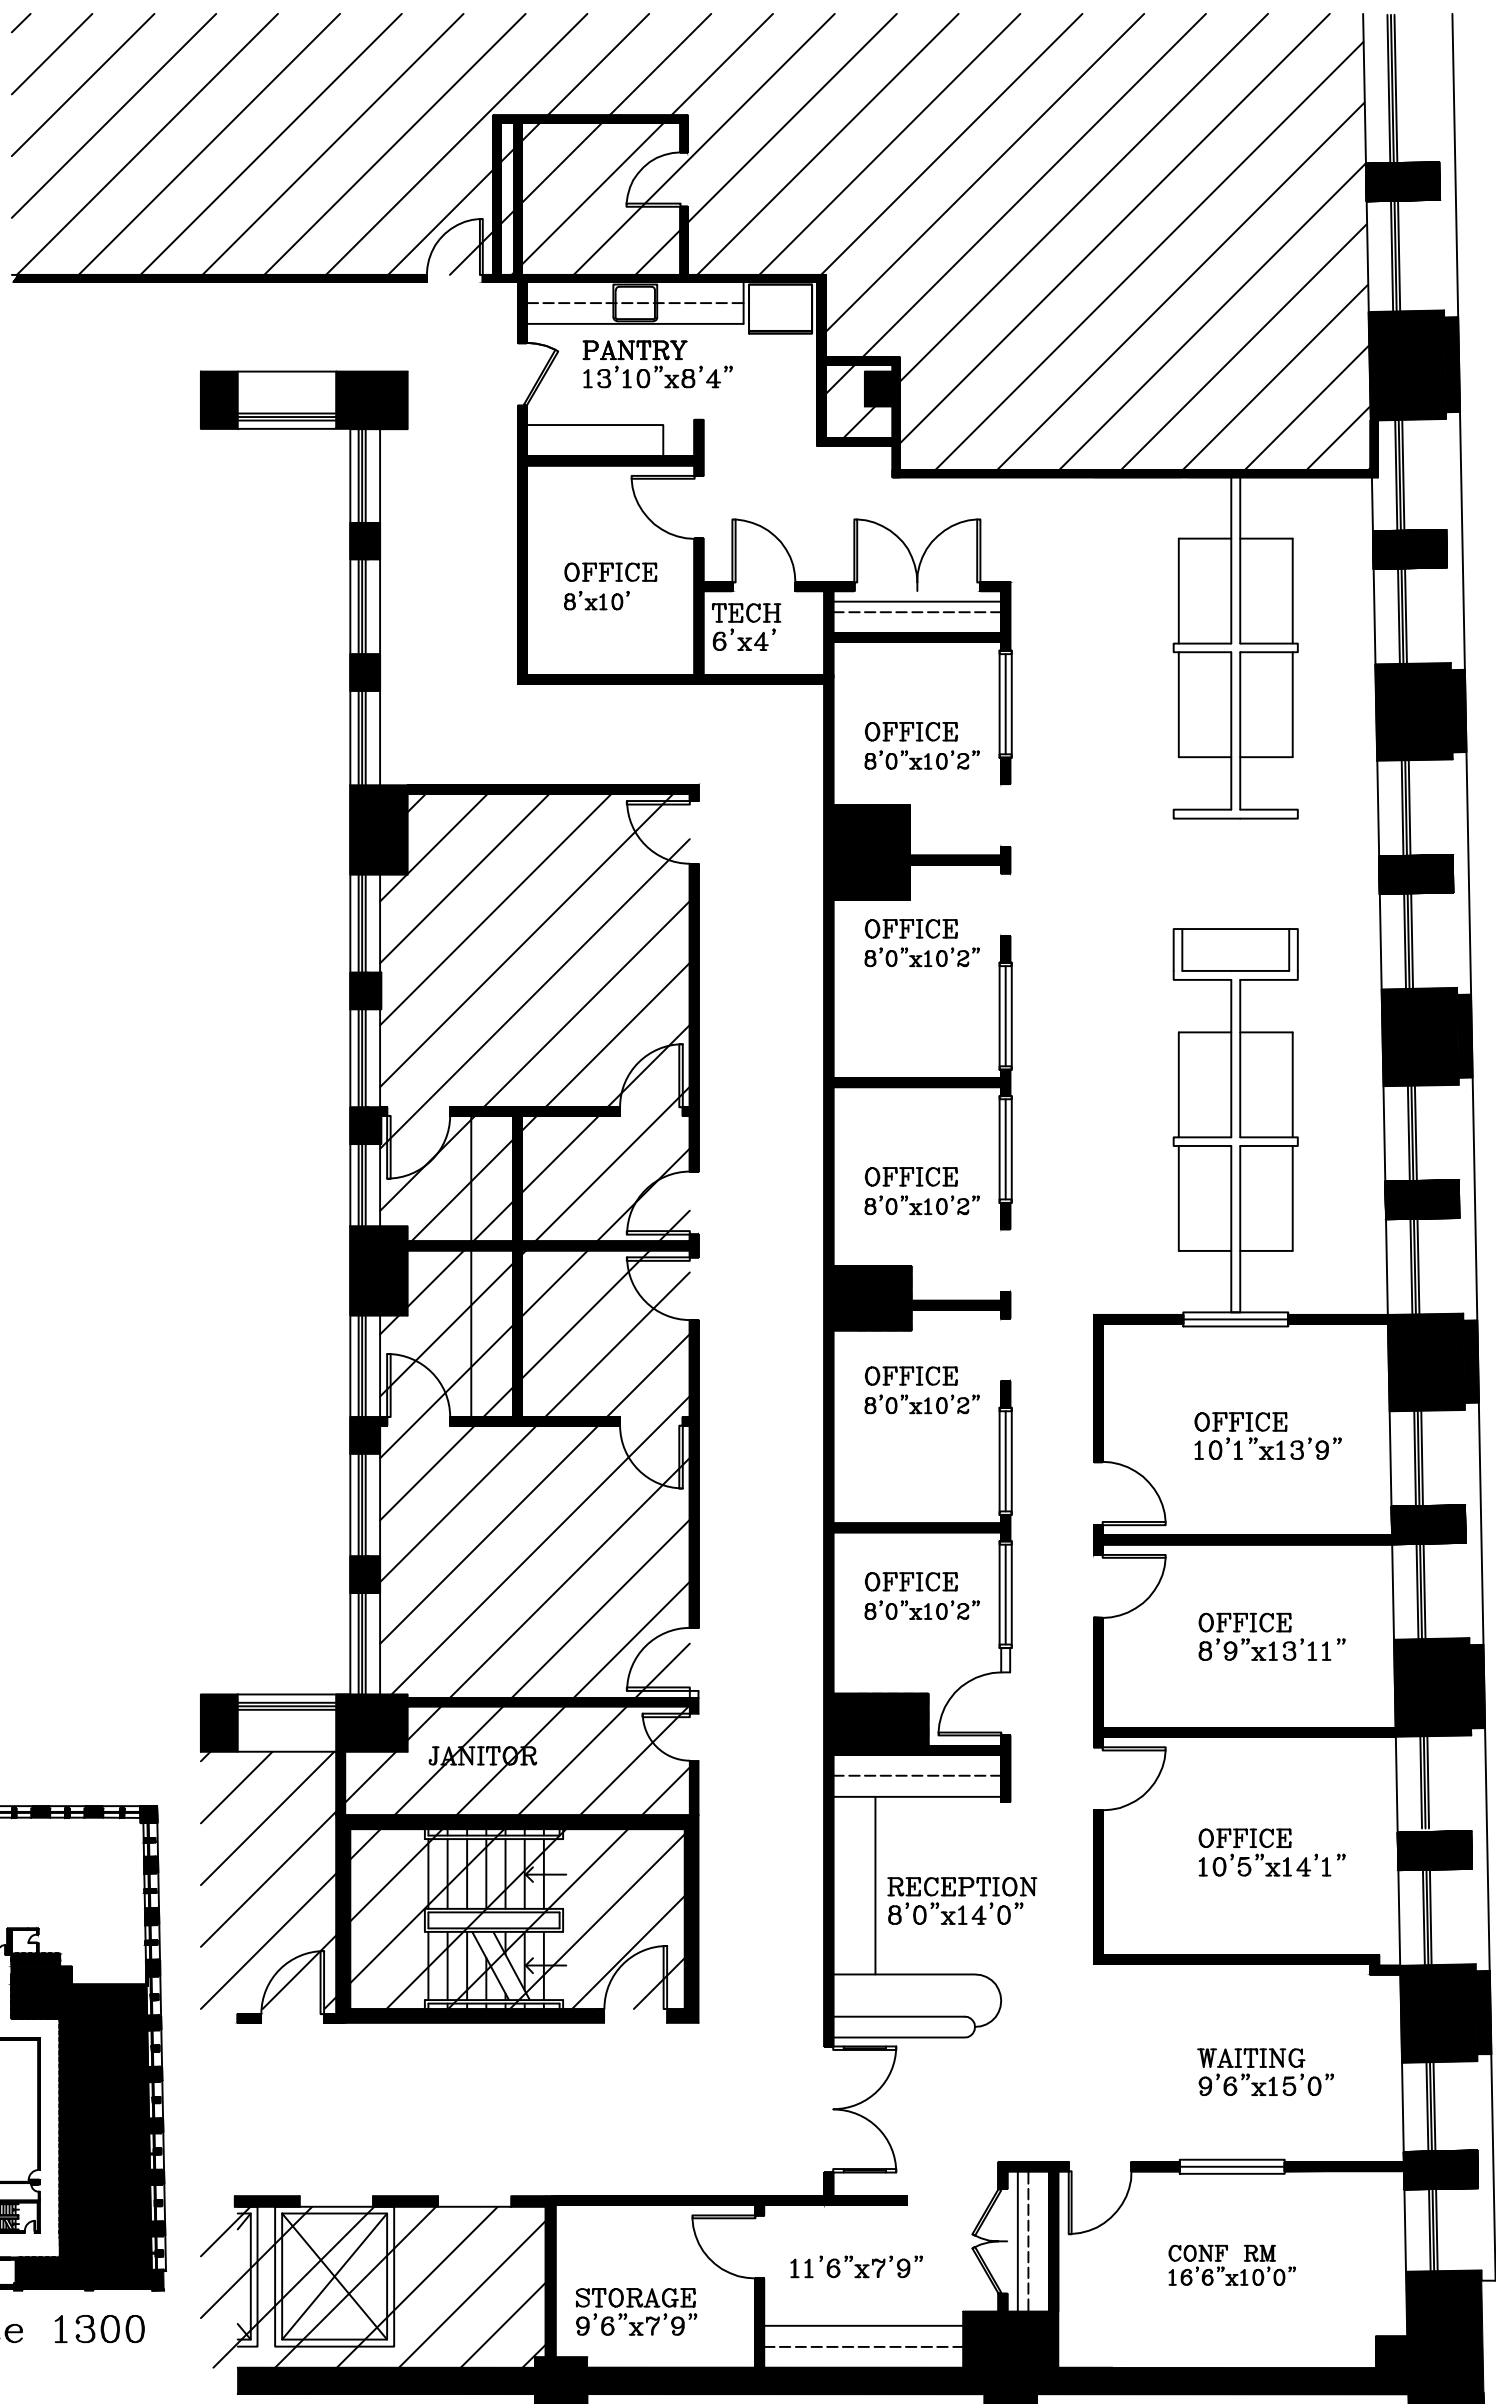 PANTRY
13'10"x8'4"
OFFICE
8'x10'
TECH
6'x4'
OFFICE
8'0"x10'2"
OFFICE
8'0"x10'2"
OFFICE
8'0"x10'2"
OFFICE
8'0"x10'2"
OFFICE
10'1"x13'9"
OFFICE
8'0"x10'2"
OFFICE
8'9"x13'11"
JANITOR
OFFICE
10'5"x14'1"
RECEPTION
8'0"x14'0"
WAITING
9'6"x15'0"
CONF RM
16'6"x10'0"
11'6"x7'9"
STORAGE
9'6"x7'9"
e 1300